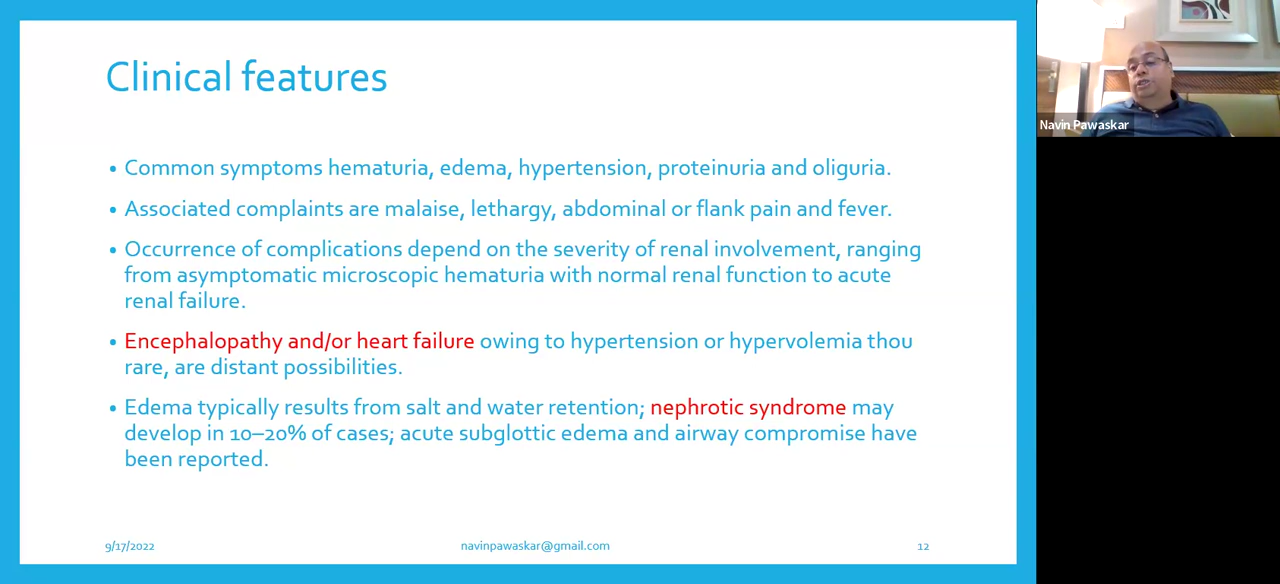 Clinical features
• Common symptoms hematuria, edema, hypertension, proteinuria and oliguria.
• Associated complaints are malaise, lethargy, abdominal or flank pain and fever.
• Occurrence of complications depend on the severity of renal involvement, ranging
from asymptomatic microscopic hematuria with normal renal function to acute
renal failure.
• Encephalopathy and/or heart failure owing to hypertension or hypervolemia thou
rare, are distant possibilities.
• Edema typically results from salt and water retention; nephrotic syndrome may
develop in 10–20% of cases; acute subglottic edema and airway compromise have
been reported.
9/17/2022
navinpawaskar@gmail.com
12
Navin Pawaskar